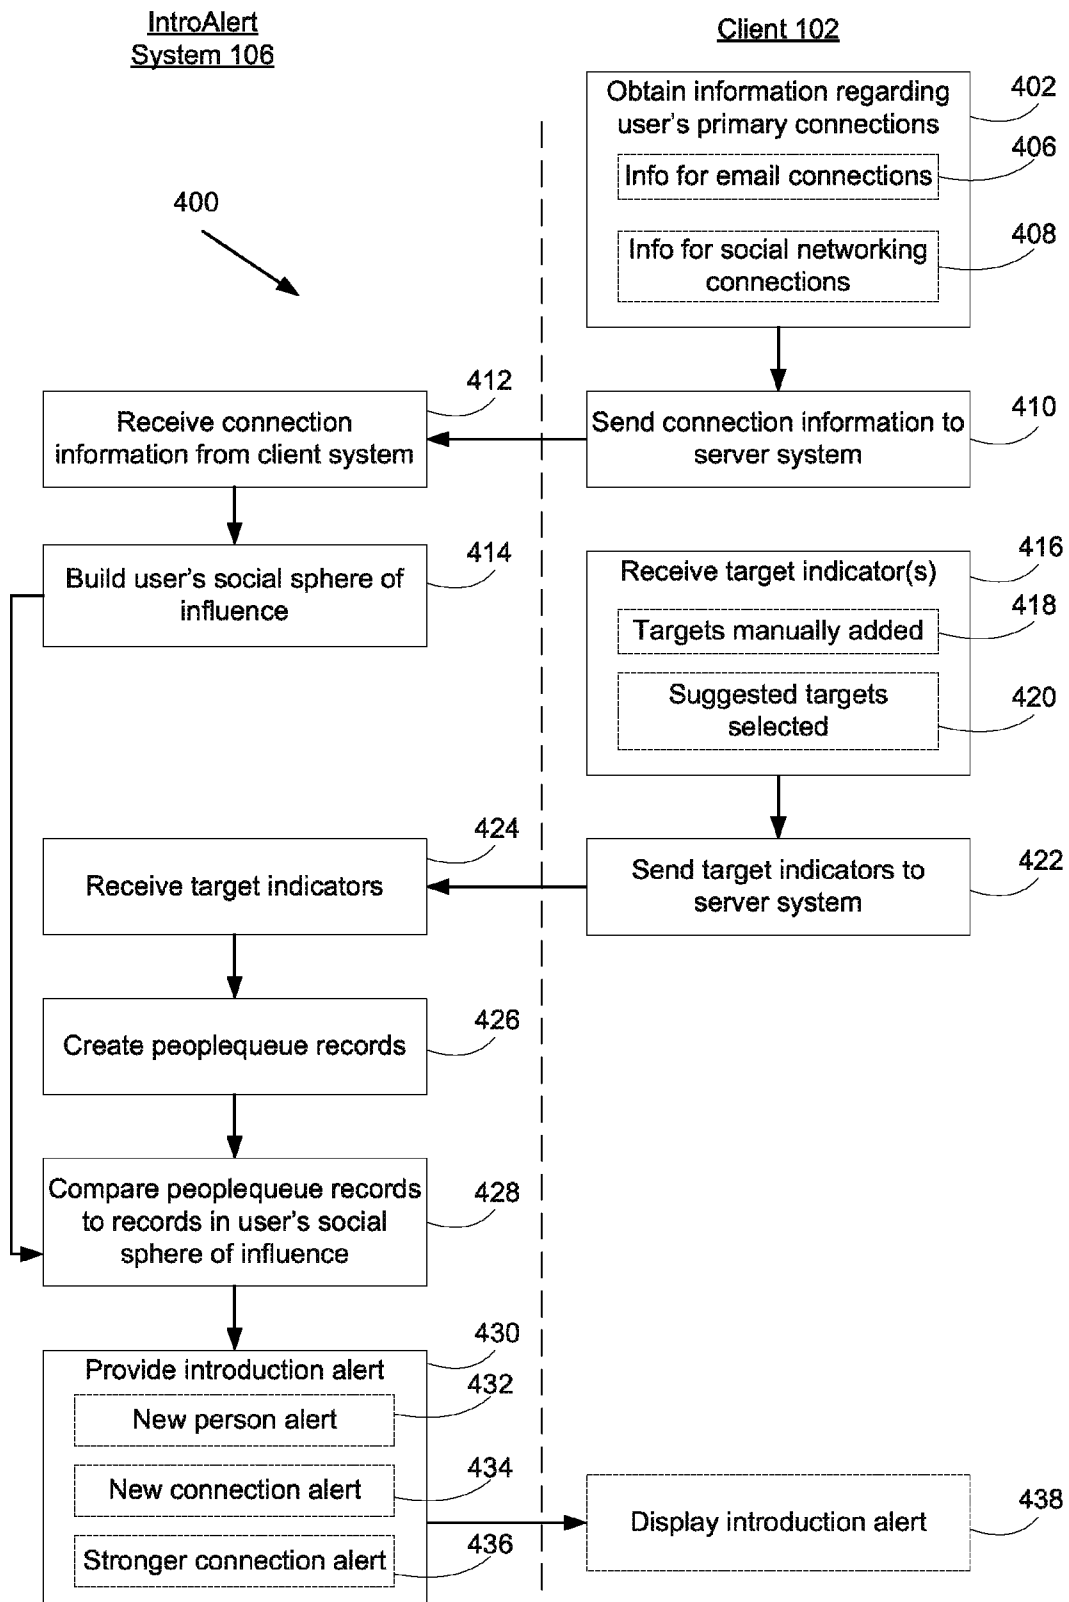 IntroAlert
System 106
Client 102
Obtain information regarding
user's primary connections
402
Info for email connections
406
Info for social networking
connections
408
400
Receive connection
information from client system
412
Send connection information to
server system
410
Build user's social sphere of
influence
414
Receive target indicator(s)
416
Targets manually added
418
Suggested targets
selected
420
Receive target indicators
424
Send target indicators to
server system
422
Create peoplequeue records
426
Compare peoplequeue records
to records in user's social
sphere of influence
428
Provide introduction alert
430
New person alert
432
New connection alert
434
Stronger connection alert
436
Display introduction alert
438